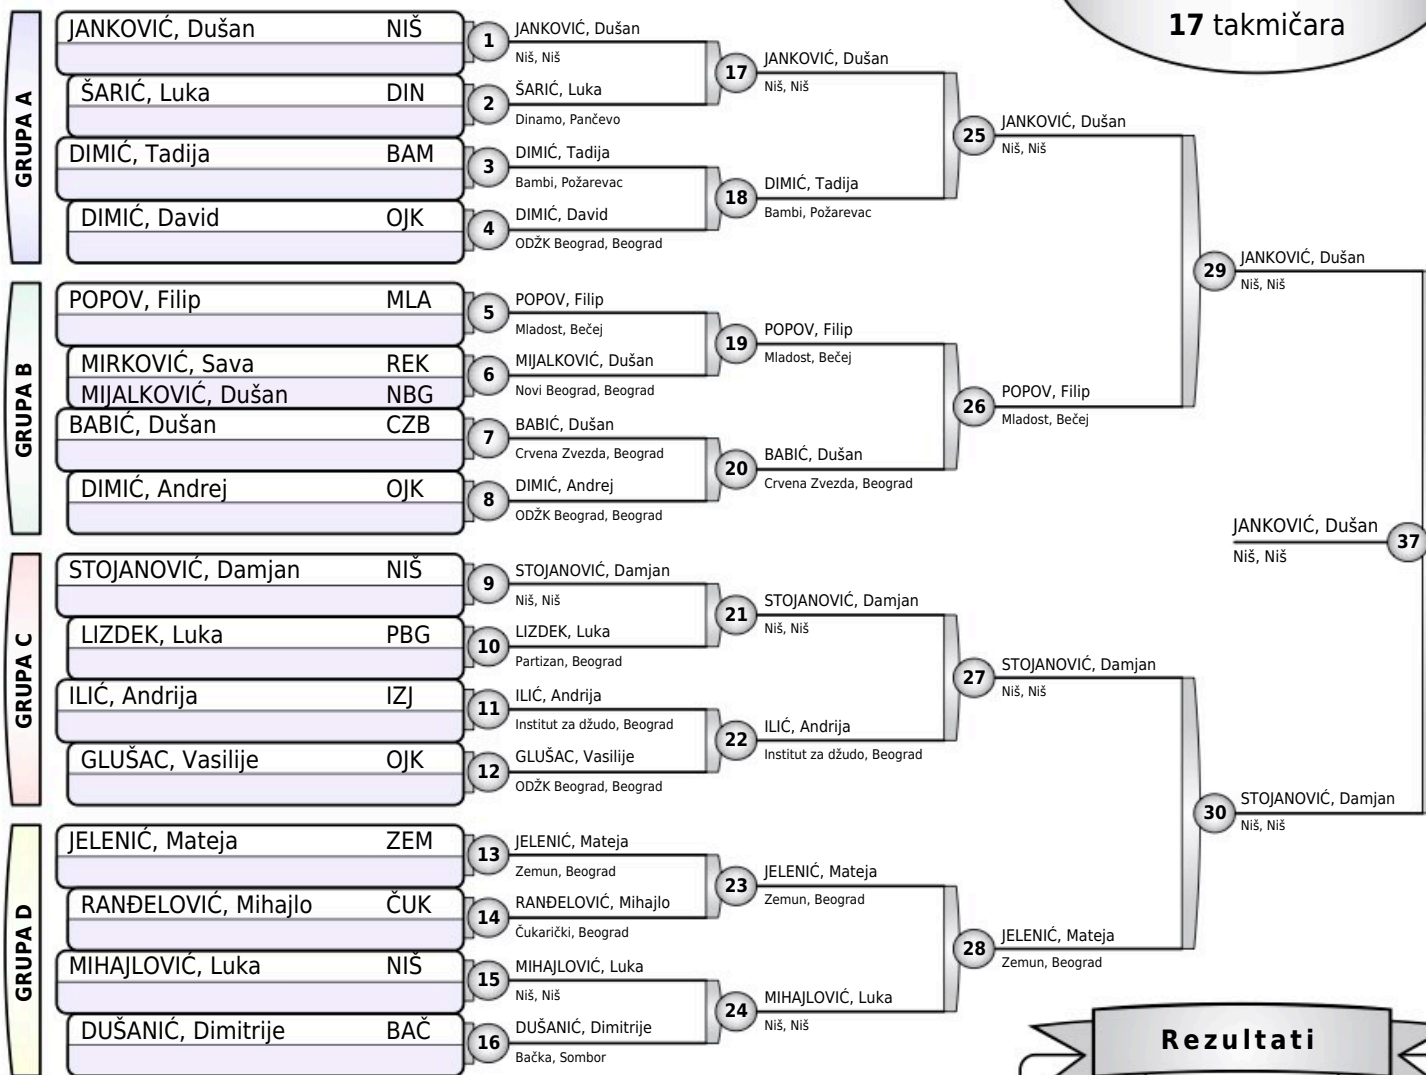 17 takmičara
GRUPA A
JANKOVIĆ, Dušan NIŠ
ŠARIĆ, Luka DIN
DIMIĆ, Tadija BAM
DIMIĆ, David OJK
GRUPA B
POPOV, Filip MLA
MIRKOVIĆ, Sava REK
MIJALKOVIĆ, Dušan NBG
BABIĆ, Dušan CZB
DIMIĆ, Andrej OJK
GRUPA C
STOJANOVIĆ, Damjan NIŠ
LIZDEK, Luka PBG
ILIĆ, Andrija IZJ
GLUŠAC, Vasilije OJK
GRUPA D
JELENIĆ, Mateja ZEM
RANĐELOVIĆ, Mihajlo ČUK
MIHAJLOVIĆ, Luka NIŠ
DUŠANIĆ, Dimitrije BAČ
1 JANKOVIĆ, Dušan
Niš, Niš
2 ŠARIĆ, Luka
Dinamo, Pančevo
3 DIMIĆ, Tadija
Bambi, Požarevac
4 DIMIĆ, David
ODŽK Beograd, Beograd
5 POPOV, Filip
Mladost, Bečej
6 MIJALKOVIĆ, Dušan
Novi Beograd, Beograd
7 BABIĆ, Dušan
Crvena Zvezda, Beograd
8 DIMIĆ, Andrej
ODŽK Beograd, Beograd
9 STOJANOVIĆ, Damjan
Niš, Niš
10 LIZDEK, Luka
Partizan, Beograd
11 ILIĆ, Andrija
Institut za džudo, Beograd
12 GLUŠAC, Vasilije
ODŽK Beograd, Beograd
13 JELENIĆ, Mateja
Zemun, Beograd
14 RANĐELOVIĆ, Mihajlo
Čukarički, Beograd
15 MIHAJLOVIĆ, Luka
Niš, Niš
16 DUŠANIĆ, Dimitrije
Bačka, Sombor
17 JANKOVIĆ, Dušan
Niš, Niš
18 DIMIĆ, Tadija
Bambi, Požarevac
19 POPOV, Filip
Mladost, Bečej
20 BABIĆ, Dušan
Crvena Zvezda, Beograd
21 STOJANOVIĆ, Damjan
Niš, Niš
22 ILIĆ, Andrija
Institut za džudo, Beograd
23 JELENIĆ, Mateja
Zemun, Beograd
24 MIHAJLOVIĆ, Luka
Niš, Niš
25 JANKOVIĆ, Dušan
Niš, Niš
26 POPOV, Filip
Mladost, Bečej
27 STOJANOVIĆ, Damjan
Niš, Niš
28 JELENIĆ, Mateja
Zemun, Beograd
29 JANKOVIĆ, Dušan
Niš, Niš
30 STOJANOVIĆ, Damjan
Niš, Niš
JANKOVIĆ, Dušan 37
Niš, Niš
Rezultati